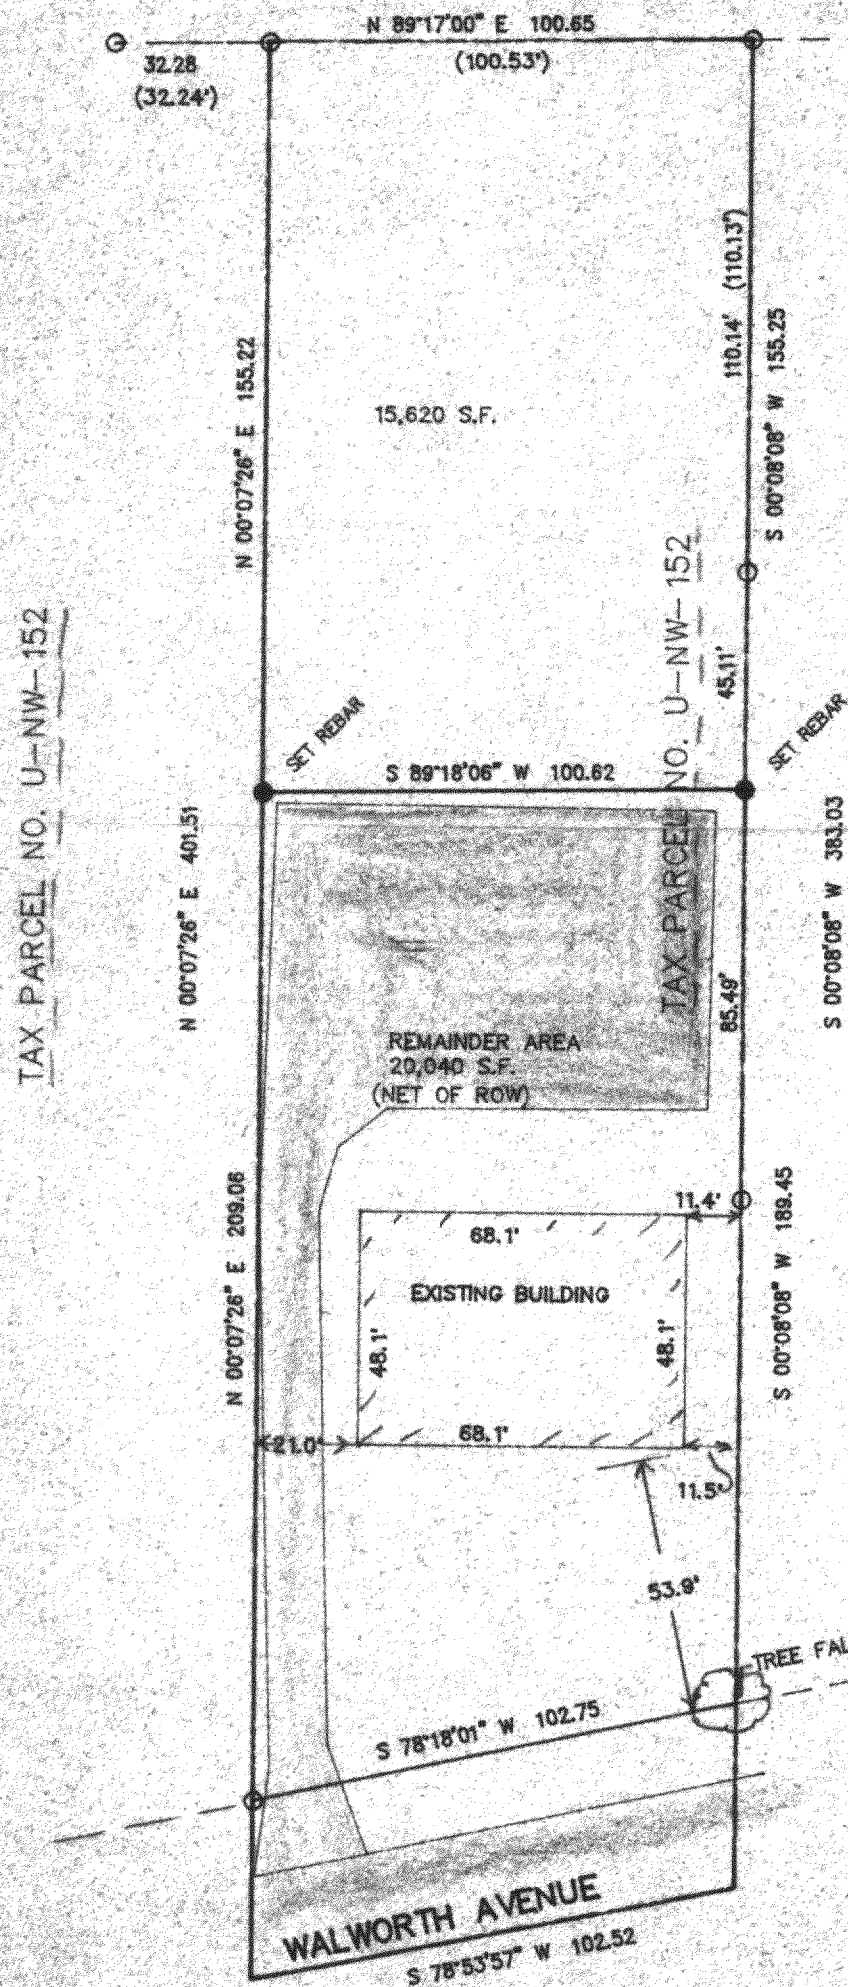 N 89°17'00" E 100.65
(100.53')
32.28
(32.24')
110.14' (110.13')
S 00°08'08" W 155.25
N 00°07'26" E 155.22
15,620 S.F.
TAX PARCEL NO. U-NW-152
TAX PARCEL NO. U-NW-152
45.11'
SET REBAR
SET REBAR
S 89°18'06" W 100.62
N 00°07'26" E 401.51
S 00°08'08" W 383.03
85.49'
REMAINDER AREA
20,040 S.F.
(NET OF ROW)
N 00°07'26" E 209.06
S 00°08'08" W 189.45
11.4'
68.1'
EXISTING BUILDING
48.1'
48.1'
68.1'
21.0'
11.5'
53.9'
TREE FAL
S 78°18'01" W 102.75
WALWORTH AVENUE
S 78°53'57" W 102.52